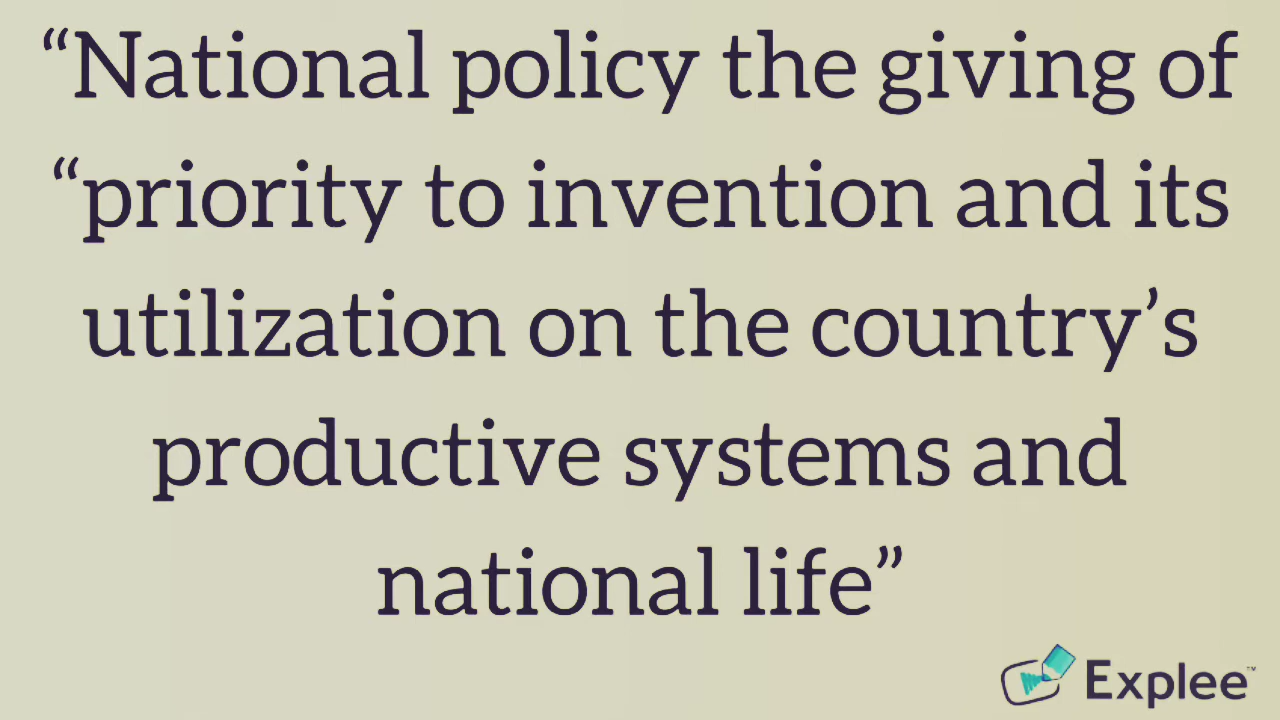 “National policy the giving of
“priority to invention and its
utilization on the country’s
productive systems and
national life”
Explee™